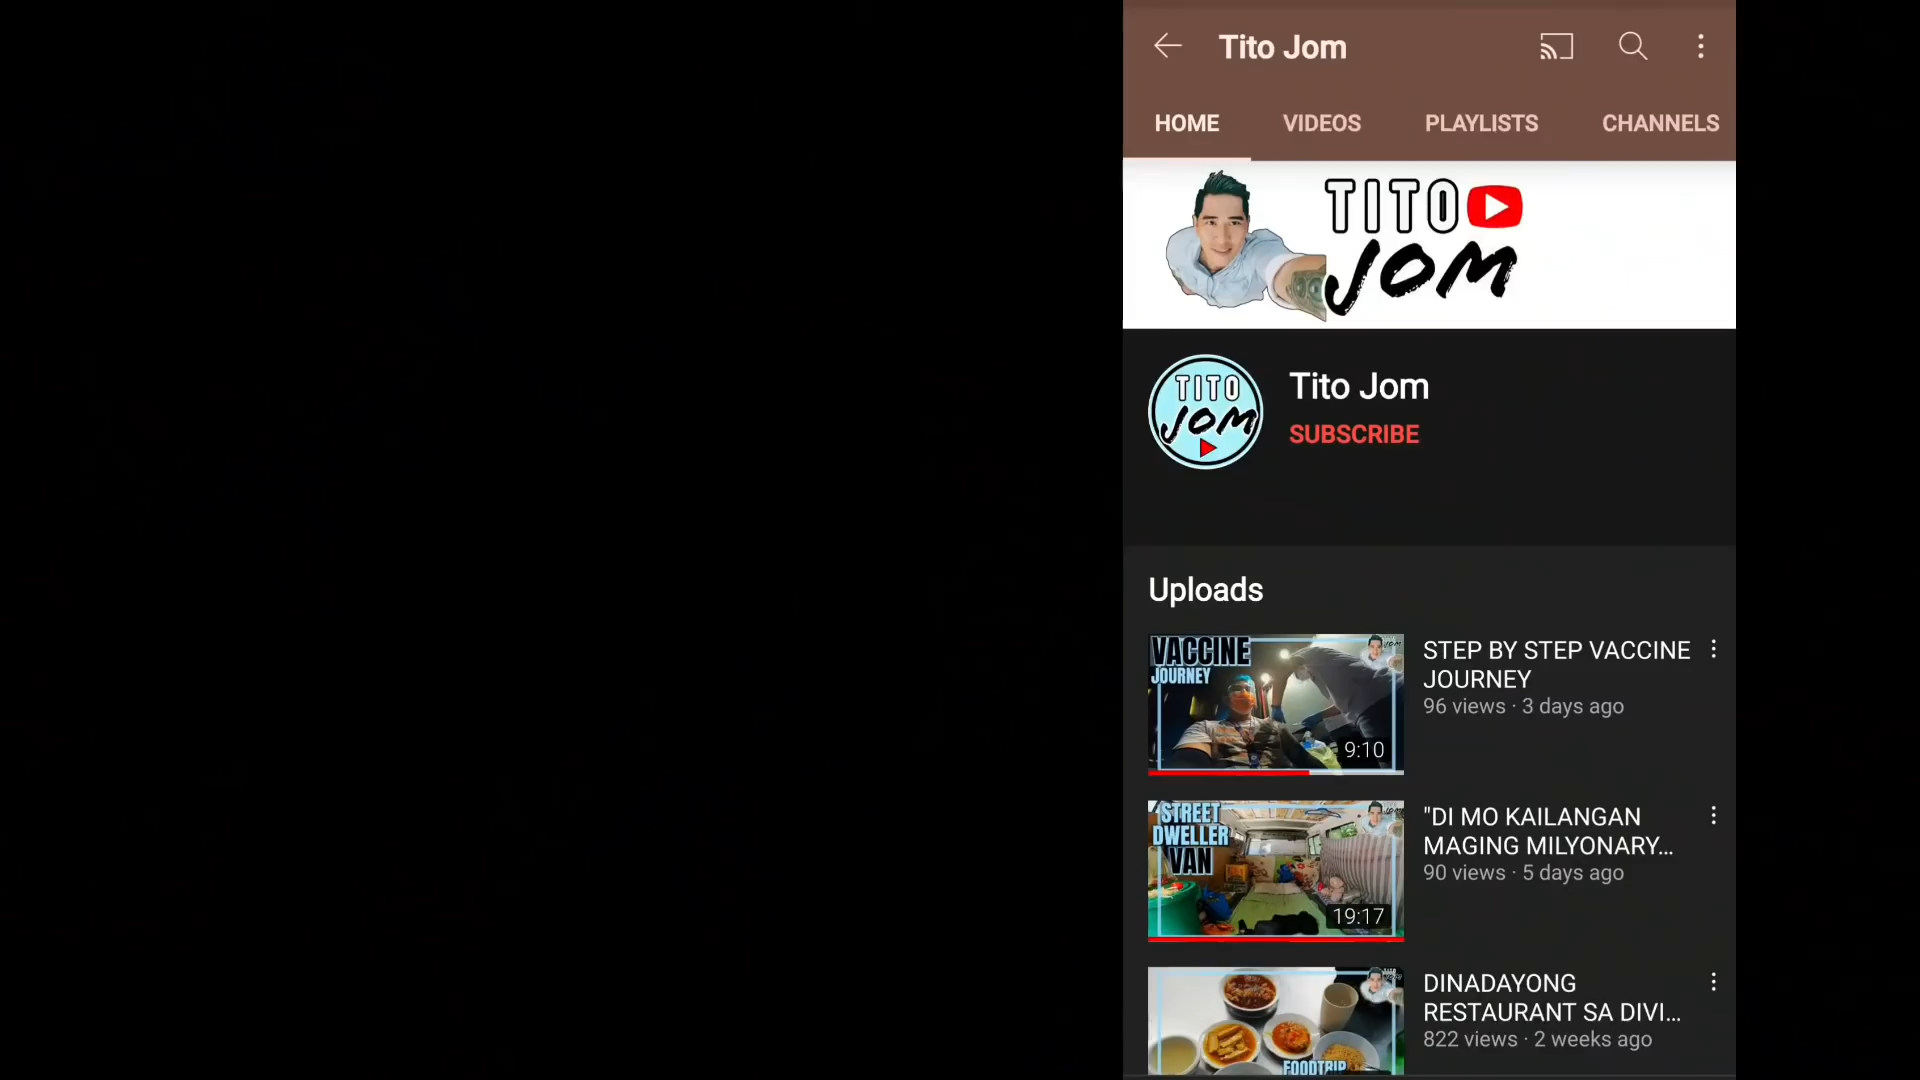 Tito Jom
HOME VIDEOS PLAYLISTS CHANNELS
TITO
JOM
TITO
JOM
Tito Jom
SUBSCRIBE
Uploads
VACCINE
JOURNEY
9:10
STEP BY STEP VACCINE
JOURNEY
96 views · 3 days ago
STREET
DWELLER
VAN
19:17
"DI MO KAILANGAN
MAGING MILYONARY...
90 views · 5 days ago
FOODTRIP
DINADAYONG
RESTAURANT SA DIVI...
822 views · 2 weeks ago